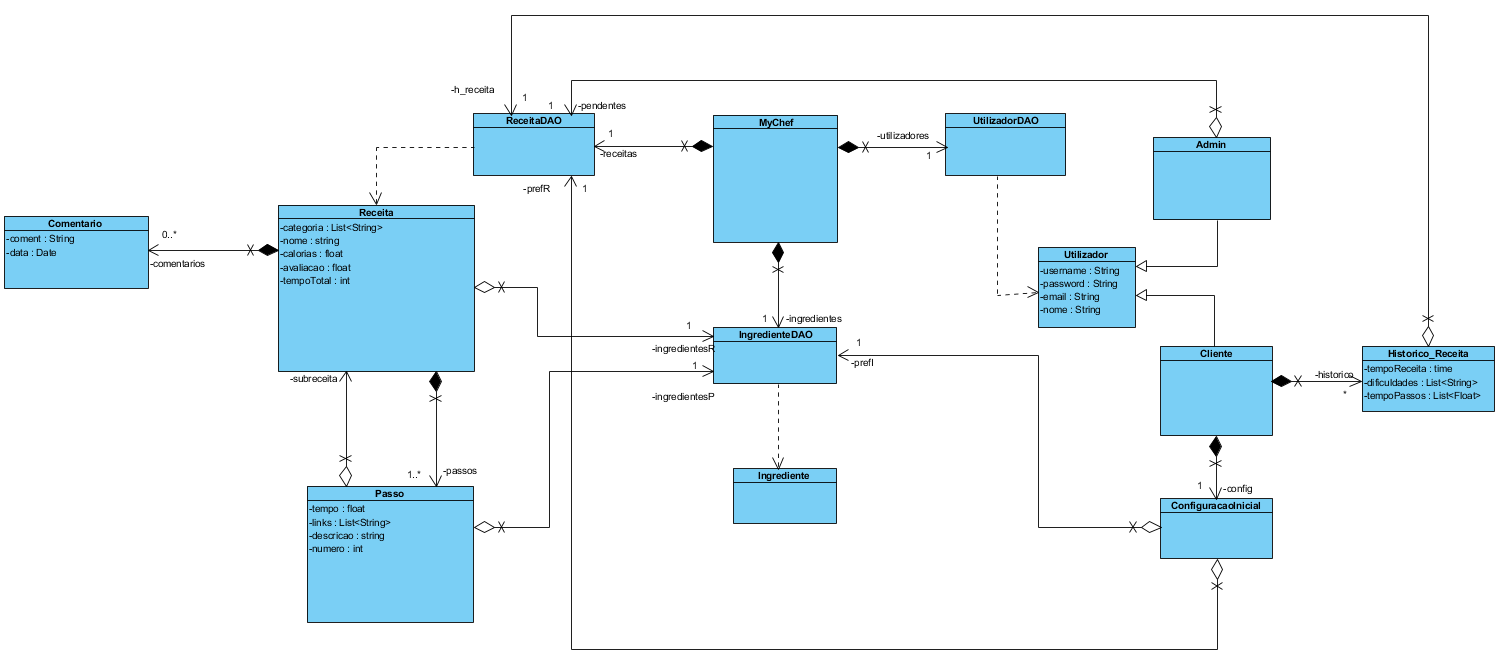 -h_receita
1
1
-pendentes
ReceitaDAO
MyChef
UtilizadorDAO
Admin
1
-receitas
-utilizadores
1
-prefR
1
Comentario
-coment : String
-data : Date
0..*
-comentarios
Receita
-categoria : List<String>
-nome : string
-calorias : float
-avaliacao : float
-tempoTotal : int
Utilizador
-username : String
-password : String
-email : String
-nome : String
1
-ingredientes
IngredienteDAO
1
-ingredientesR
1
-ingredientesP
1
-prefI
Cliente
-historico
*
Historico_Receita
-tempoReceita : time
-dificuldades : List<String>
-tempoPassos : List<Float>
-subreceita
1..*
-passos
Passo
-tempo : float
-links : List<String>
-descricao : string
-numero : int
Ingrediente
1
-config
ConfiguracaoInicial